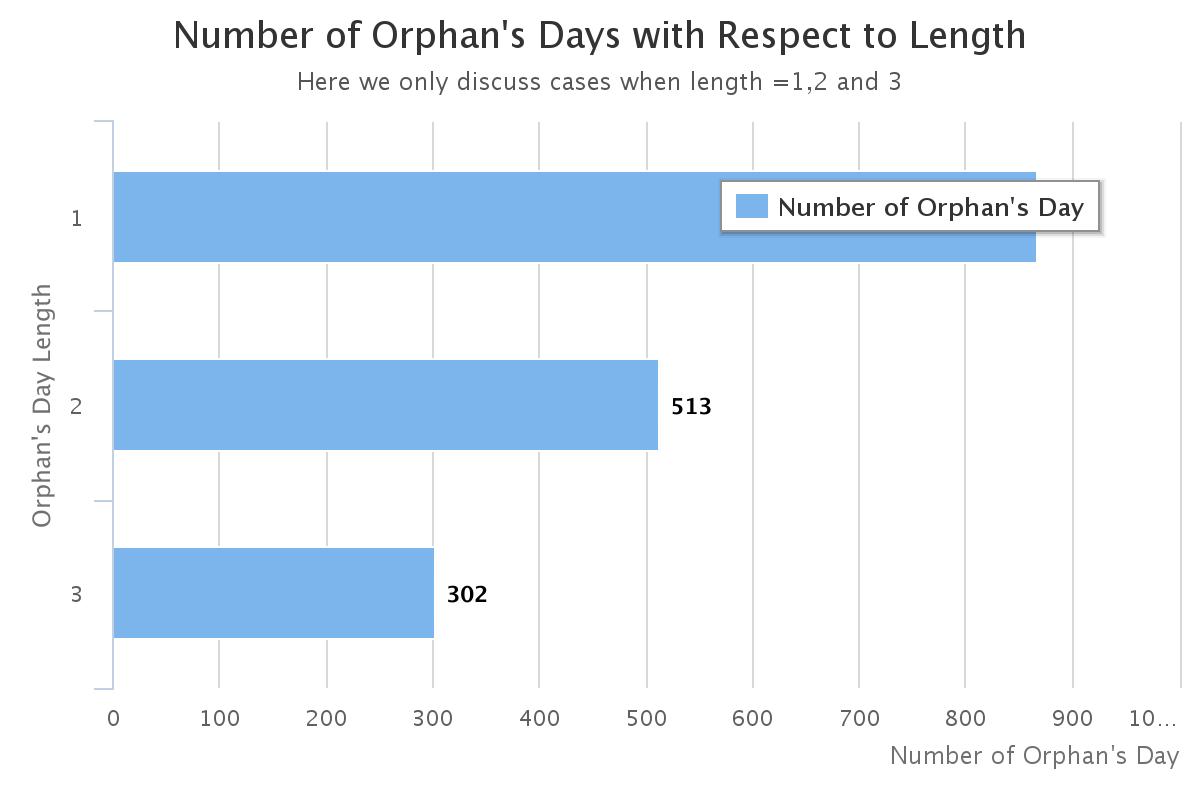 Number of Orphan's Days with Respect to Length
Here we only discuss cases when length =1,2 and 3
Orphan's Day Length
1
Number of Orphan's Day
2
513
3
302
0 100 200 300 400 500 600 700 800 900 10...
Number of Orphan's Day